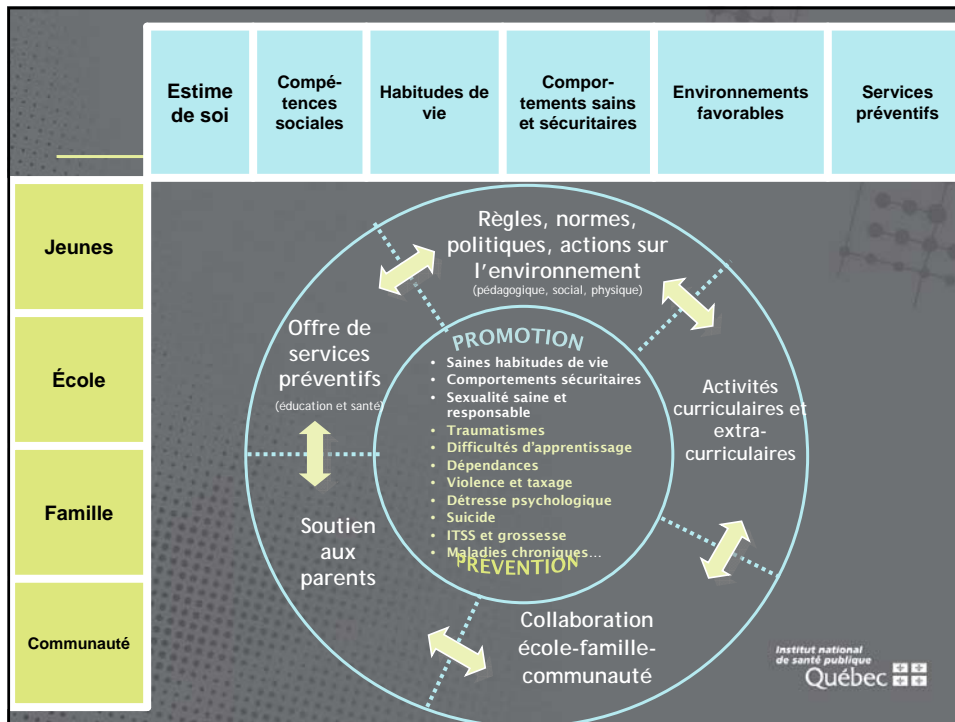 Estime
de soi
Compé-
tences
sociales
Habitudes de
vie
Compor-
tements sains
et sécuritaires
Environnements
favorables
Services
préventifs
Jeunes
École
Famille
Communauté
Règles, normes,
politiques, actions sur
l'environnement
(pédagogique, social, physique)
Offre de
services
préventifs
(éducation et santé)
Activités
curriculaires et
extra-
curriculaires
Soutien
aux
parents
Collaboration
école-famille-
communauté
PROMOTION
• Saines habitudes de vie
• Comportements sécuritaires
• Sexualité saine et
responsable
• Traumatismes
• Difficultés d'apprentissage
• Dépendances
• Violence et taxage
• Détresse psychologique
• Suicide
• ITSS et grossesse
• Maladies chroniques…
PRÉVENTION
Institut national
de santé publique
Québec